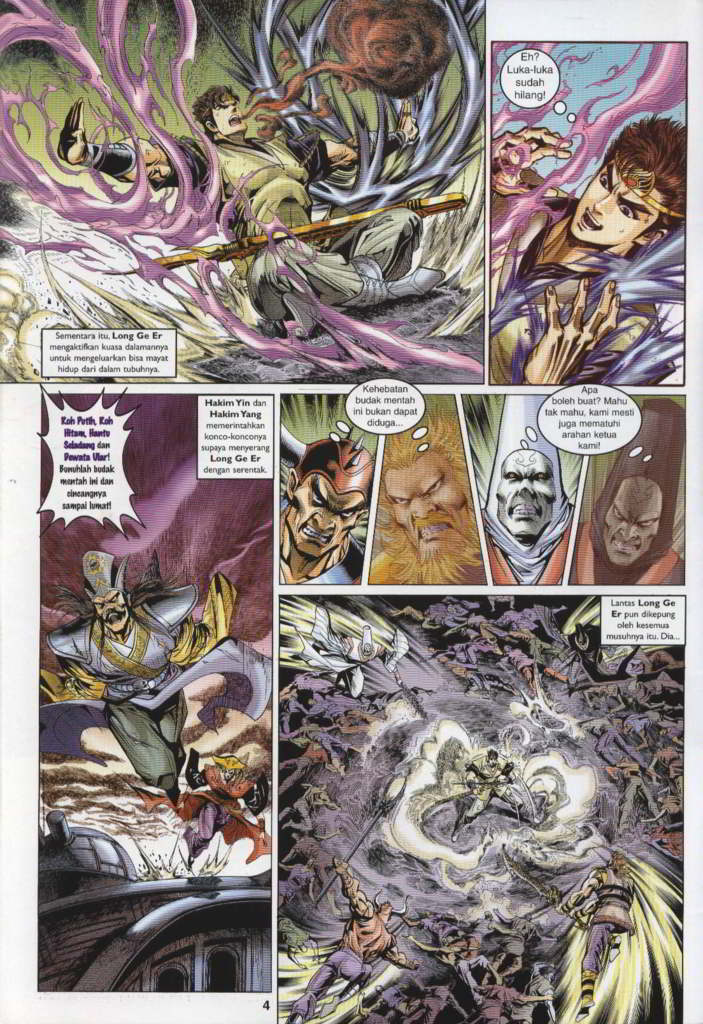 Sementara itu, Long Ge Er
mengaktifkan kuasa dalamannya
untuk mengeluarkan bisa mayat
hidup dari dalam tubuhnya.
Eh?
Luka-luka
sudah
hilang!
Koh Putih, Koh
Hitam, Hantu
Seladang dan
Dewata Ular!
Bunuhlah budak
mentah ini dan
cincangnya
sampai lumat!
Hakim Yin dan
Hakim Yang
memerintahkan
konco-konconya
supaya menyerang
Long Ge Er
dengan serentak.
Kehebatan
budak mentah
ini bukan dapat
diduga...
Apa
boleh buat? Mahu
tak mahu, kami mesti
juga mematuhi
arahan ketua
kami!
Lantas Long Ge
Er pun dikepung
oleh kesemua
musuhnya itu. Dia...
4